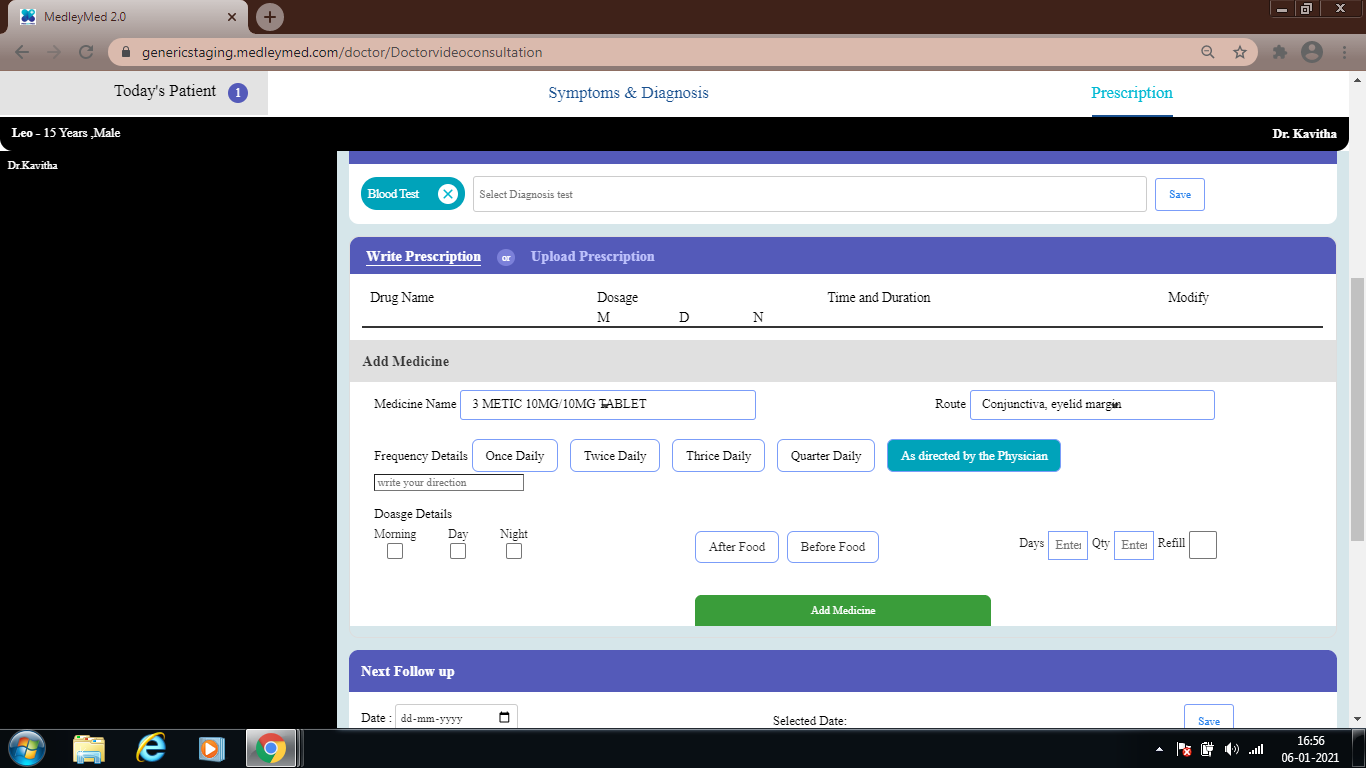 MedleyMed 2.0
genericstaging.medleymed.com/doctor/Doctorvideoconsultation
Today's Patient 1 Symptoms & Diagnosis Prescription
Leo - 15 Years ,Male Dr. Kavitha
Dr.Kavitha
Blood Test Select Diagnosis test Save
Write Prescription or Upload Prescription
Drug Name Dosage Time and Duration Modify
M D N
Add Medicine
Medicine Name 3 METIC 10MG/10MG TABLET Route Conjunctiva, eyelid margin
Frequency Details Once Daily Twice Daily Thrice Daily Quarter Daily As directed by the Physician
write your direction
Doasge Details
Morning Day Night After Food Before Food Days Enter Qty Enter Refill
Add Medicine
Next Follow up
Date : dd-mm-yyyy Selected Date: Save
16:56
06-01-2021